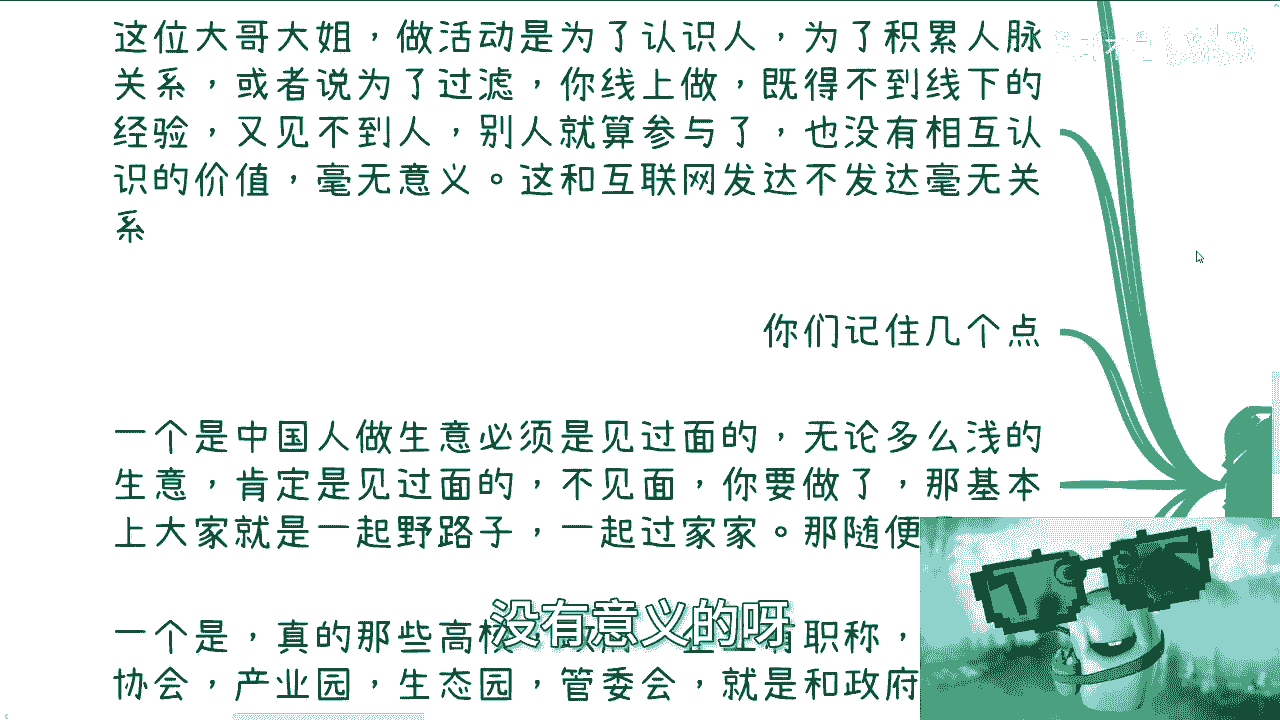 这位大哥大姐，做活动是为了认识人，为了积累人脉
关系，或者说为了过滤，你线上做，既得不到线下的
经验，又见不到人，别人就算参与了，也没有相互认
识的价值，毫无意义。这和互联网发达不发达毫无关
系
你们记住几个点
一个是中国人做生意必须是见过面的，无论多么浅的
生意，肯定是见过面的，不见面，你要做了，那基本
上大家就是一起野路子，一起过家家。那随便
一个是，真的那些高校
职称，
没有意义的呀
协会，产业园，生态园，管委会，就是和政府